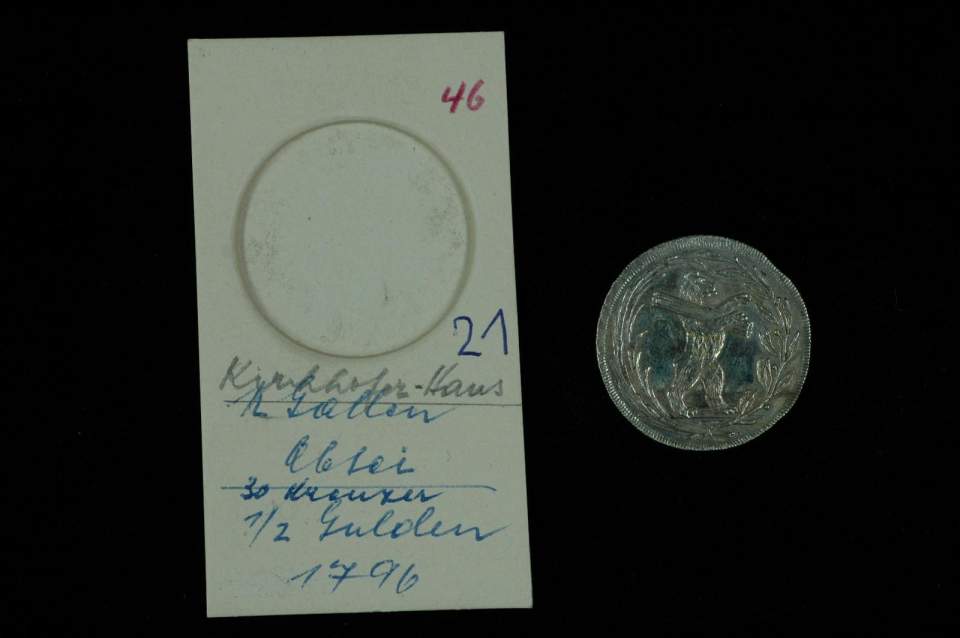 46
21
Kirchhofer-Haus
St Gallen
Abtei
30 Kreuzer
1/2 Gulden
1796